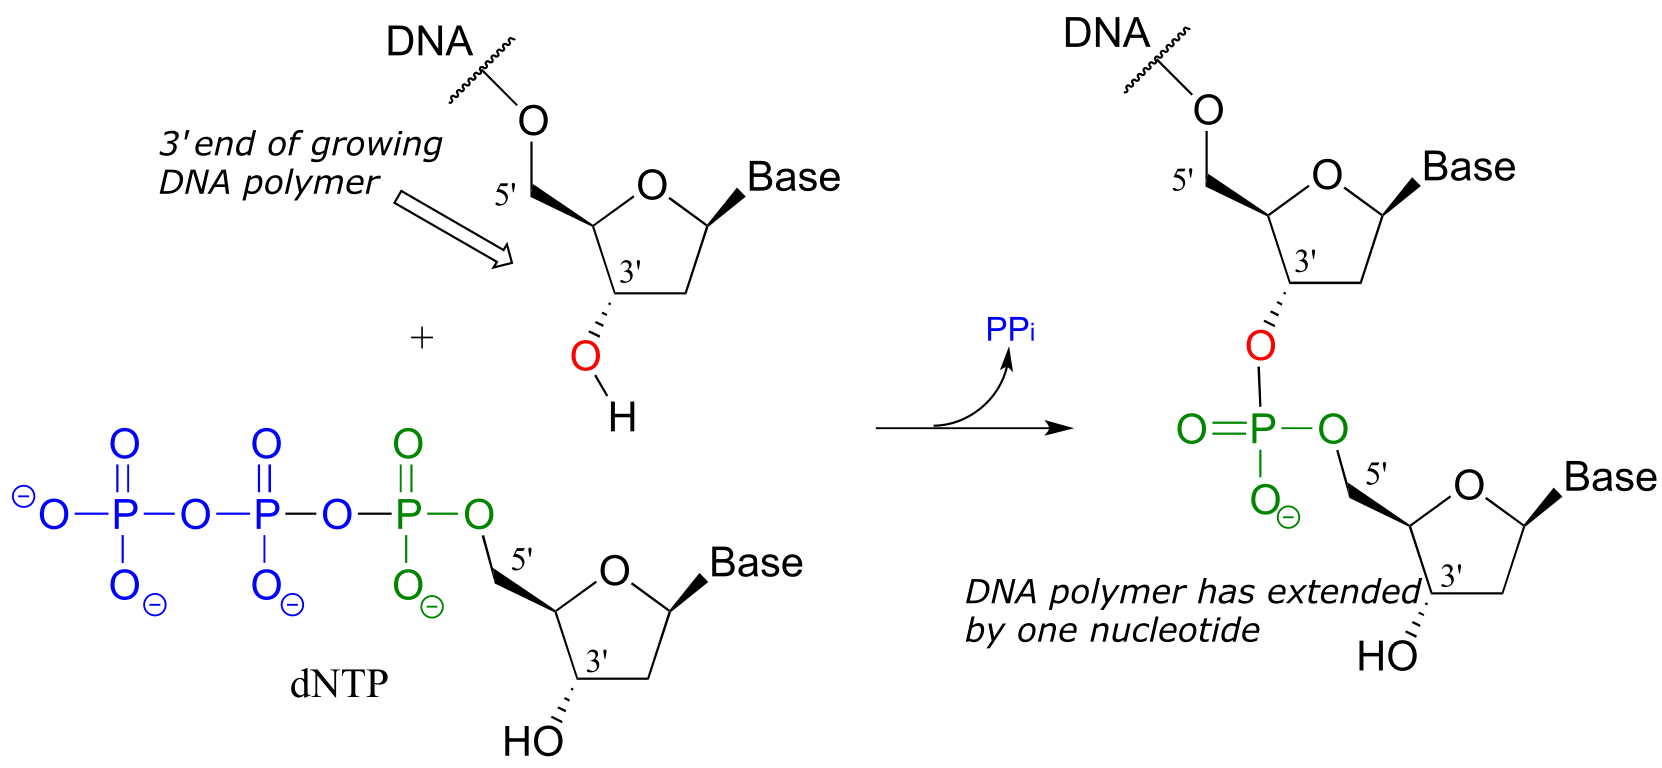 DNA
O
3' end of growing
DNA polymer
5'
O
Base
3'
+
O
H
O O O
⊖O P O P O P O
O⊖ O⊖ O⊖
5'
O
Base
3'
HO
dNTP
PPi
DNA
O
5'
O
Base
3'
O
O P O
O⊖
5'
O
Base
3'
HO
DNA polymer has extended
by one nucleotide